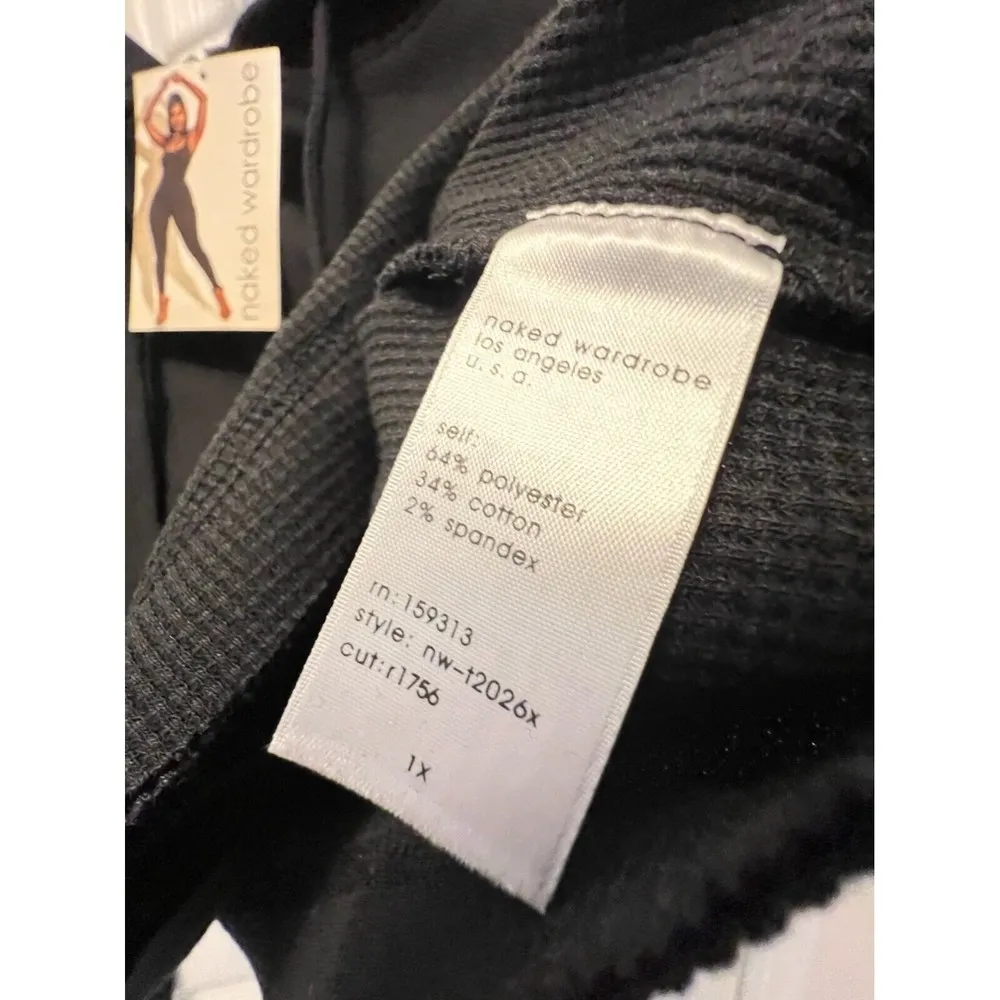 naked wardrobe
naked wardrobe
los angeles
u. s. a.
self:
64% polyester
34% cotton
2% spandex
rn: 159313
style: nw-t2026x
cut:r1756
1x